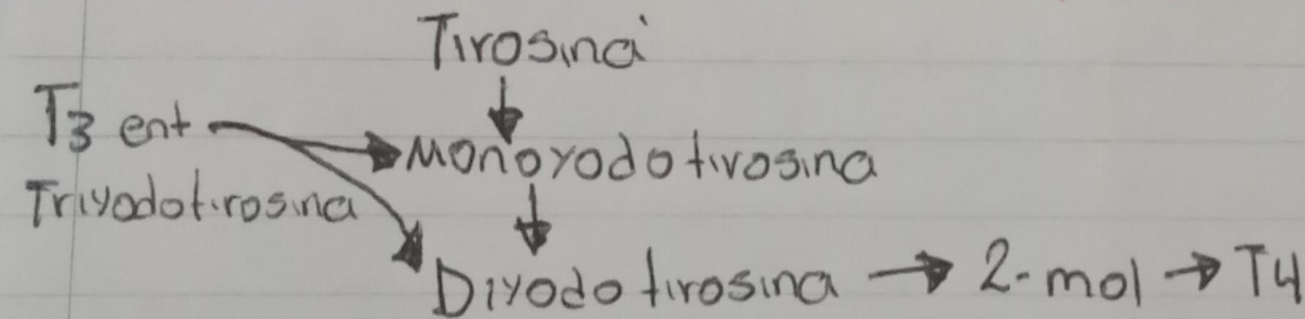 Tirosina
T3 ent → Monoyodotirosina
Triyodotirosina
Diyodotirosina → 2-mol → T4